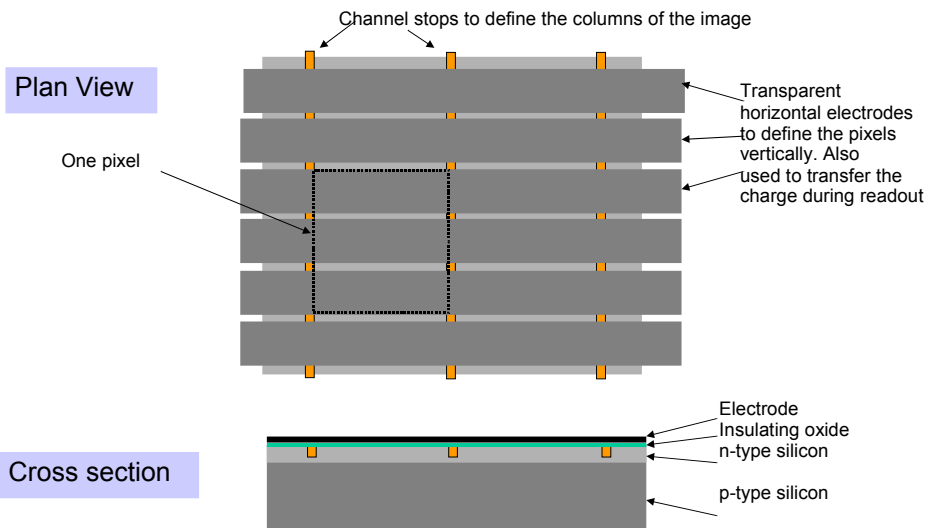 Channel stops to define the columns of the image
Plan View
Transparent
horizontal electrodes
to define the pixels
vertically. Also
used to transfer the
charge during readout
One pixel
Electrode
Insulating oxide
n-type silicon
Cross section
p-type silicon